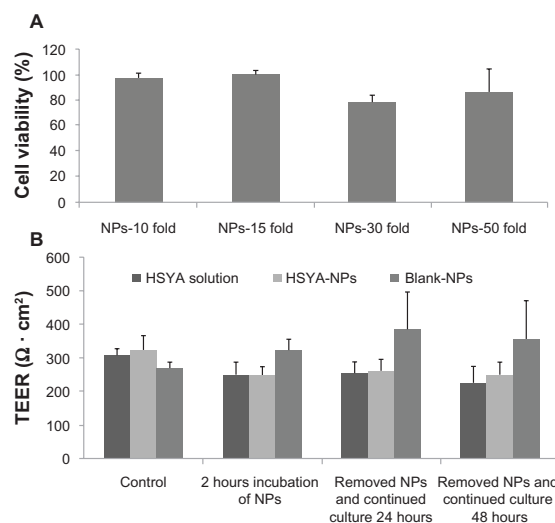 A
Cell viability (%)
120
100
80
60
40
20
0
NPs-10 fold NPs-15 fold NPs-30 fold NPs-50 fold
B
TEER (Ω · cm²)
600
500
400
300
200
100
0
HSYA solution HSYA-NPs Blank-NPs
Control
2 hours incubation
of NPs
Removed NPs
and continued
culture 24 hours
Removed NPs and
continued culture
48 hours